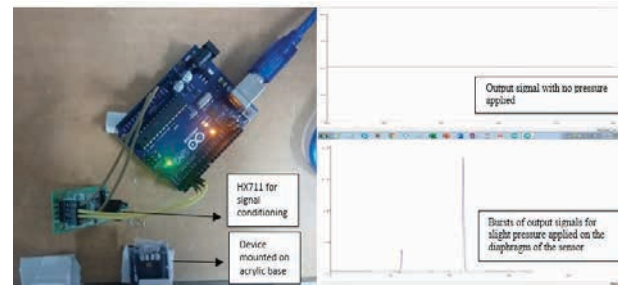 HX711 for
signal
conditioning
Device
mounted on
acrylic base
Output signal with no pressure
applied
Bursts of output signals for
slight pressure applied on the
diaphragm of the sensor